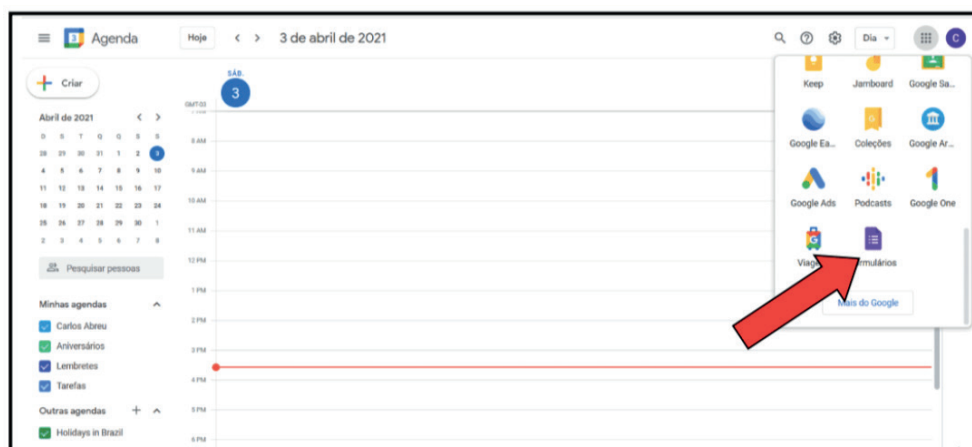 Agenda
Hoje
3 de abril de 2021
Dia
C
Criar
SÁB.
3
GMT-03
Abril de 2021
D S T Q Q S S
28 29 30 31 1 2 3
4 5 6 7 8 9 10
11 12 13 14 15 16 17
18 19 20 21 22 23 24
25 26 27 28 29 30 1
2 3 4 5 6 7 8
Pesquisar pessoas
Minhas agendas
Carlos Abreu
Aniversários
Lembretes
Tarefas
Outras agendas
Holidays in Brazil
8 AM
9 AM
10 AM
11 AM
12 PM
1 PM
2 PM
3 PM
4 PM
5 PM
6 PM
Keep Jamboard Google Sa...
Google Ea... Coleções Google Ar...
Google Ads Podcasts Google One
Mais do Google